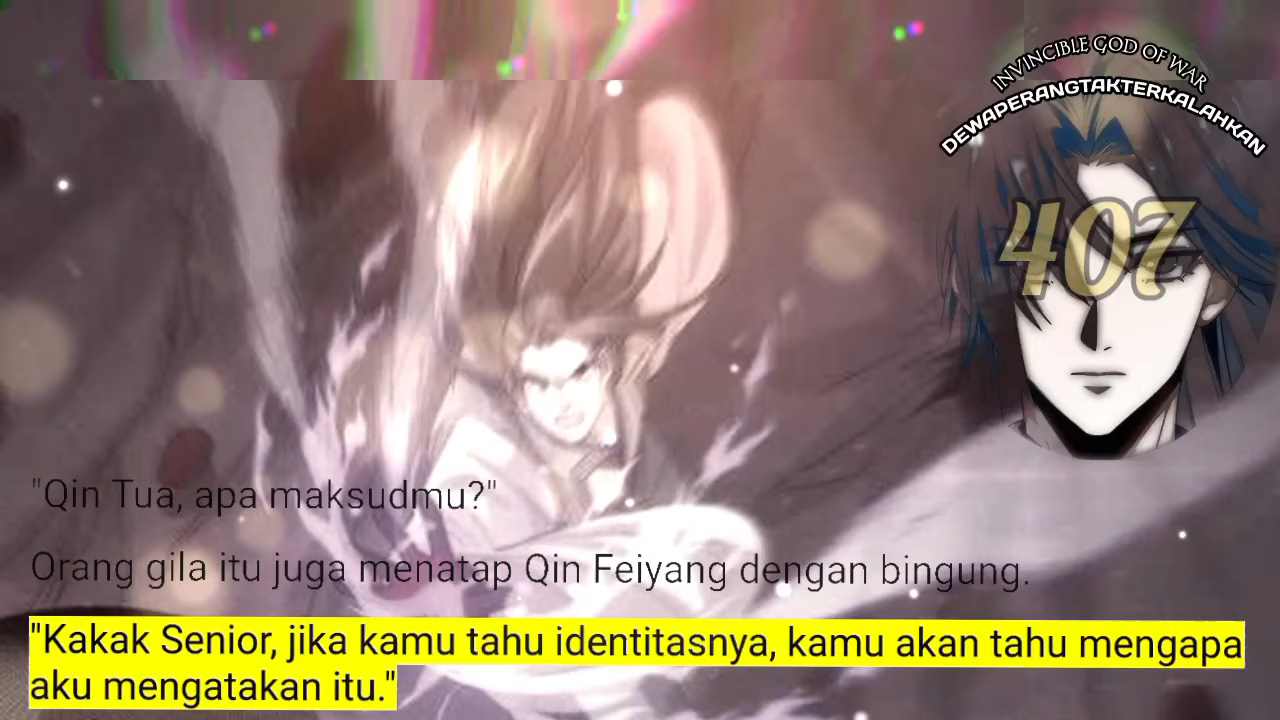 INVINCIBLE GOD OF WAR
DEWAPERANGTAKTERKALAHKAN
407
"Qin Tua, apa maksudmu?"
Orang gila itu juga menatap Qin Feiyang dengan bingung.
"Kakak Senior, jika kamu tahu identitasnya, kamu akan tahu mengapa
aku mengatakan itu."